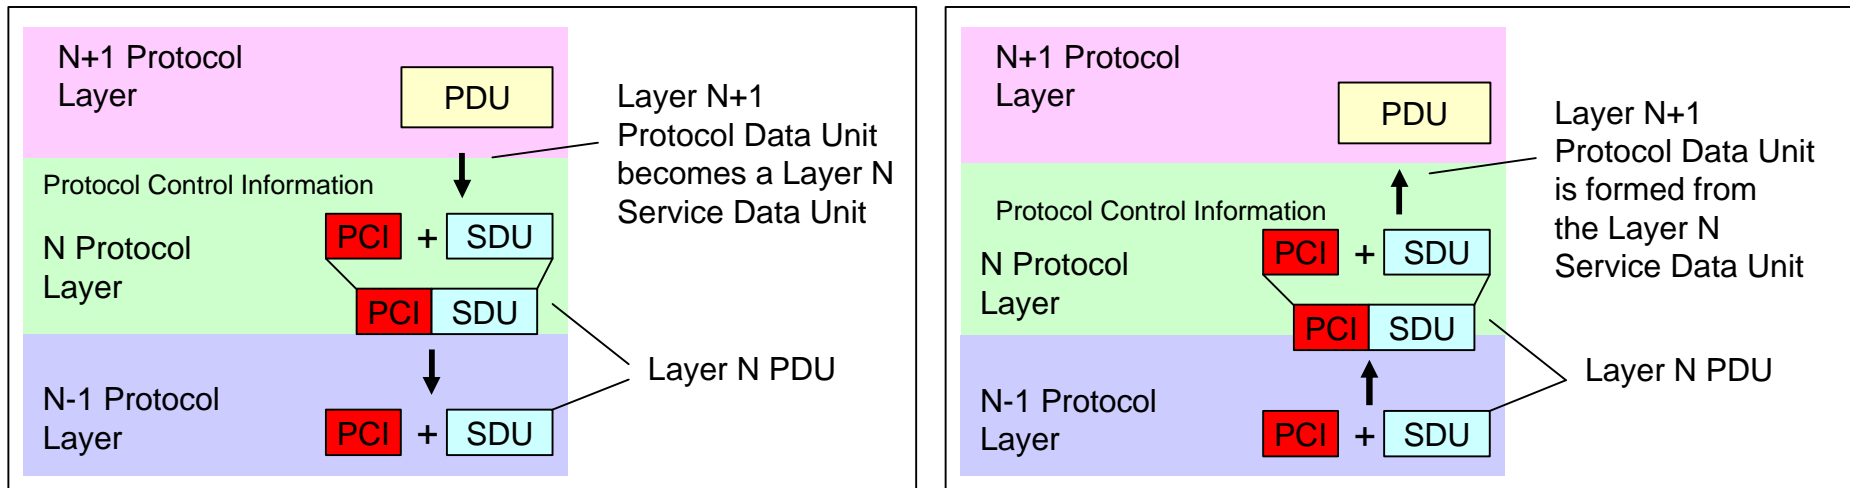 N+1 Protocol
Layer
PDU
Layer N+1
Protocol Data Unit
becomes a Layer N
Service Data Unit
Protocol Control Information
PCI + SDU
N Protocol
Layer
PCI SDU
Layer N PDU
N-1 Protocol
Layer
PCI + SDU
N+1 Protocol
Layer
PDU
Layer N+1
Protocol Data Unit
is formed from
the Layer N
Service Data Unit
Protocol Control Information
PCI + SDU
N Protocol
Layer
PCI SDU
Layer N PDU
N-1 Protocol
Layer
PCI + SDU